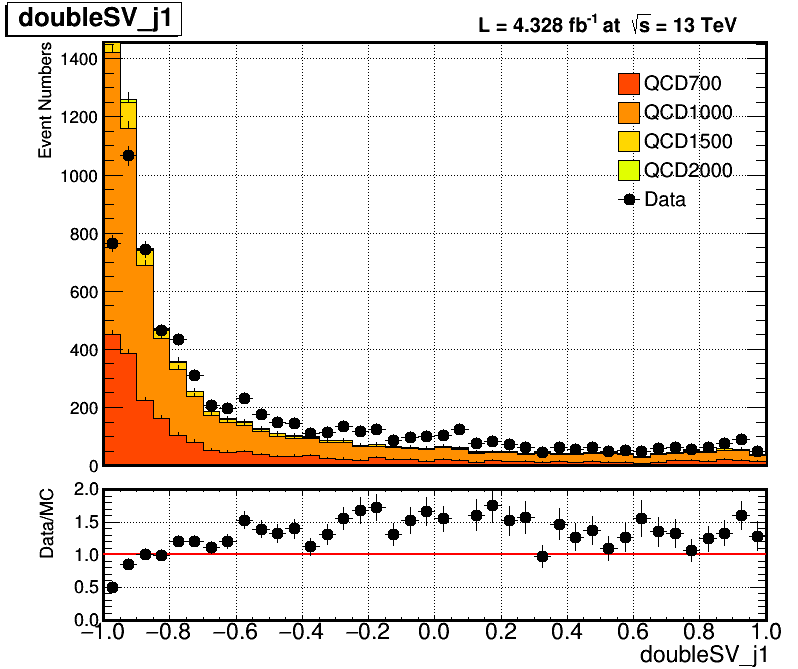 doubleSV_j1
L = 4.328 fb⁻¹ at √s = 13 TeV
Event Numbers
1400
1200
1000
800
600
400
200
0
QCD700
QCD1000
QCD1500
QCD2000
Data
Data/MC
2.0
1.5
1.0
0.5
0.0
−1.0 −0.8 −0.6 −0.4 −0.2 0.0 0.2 0.4 0.6 0.8 1.0
doubleSV_j1